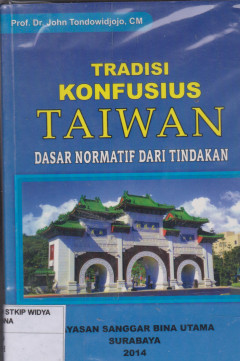 Prof. Dr. John Tondowidjojo, CM
TRADISI
KONFUSIUS
TAIWAN
DASAR NORMATIF DARI TINDAKAN
STKIP WIDYA
NA
YAYASAN SANGGAR BINA UTAMA
SURABAYA
2014